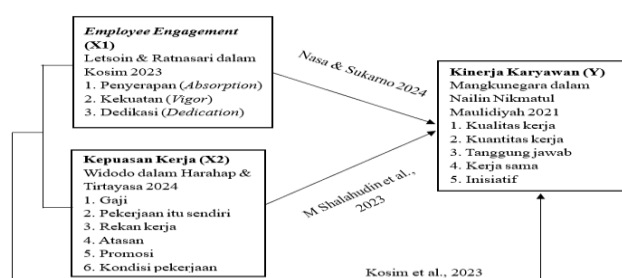 Employee Engagement
(X1)
Letsoin & Ratnasari dalam
Kosim 2023
1. Penyerapan (Absorption)
2. Kekuatan (Vigor)
3. Dedikasi (Dedication)
Nasa & Sukarno 2024
Kepuasan Kerja (X2)
Widodo dalam Harahap &
Tirtayasa 2024
1. Gaji
2. Pekerjaan itu sendiri
3. Rekan kerja
4. Atasan
5. Promosi
6. Kondisi pekerjaan
M Shalahudin et al.,
2023
Kinerja Karyawan (Y)
Mangkunegara dalam
Nailin Nikmatul
Maulidiyah 2021
1. Kualitas kerja
2. Kuantitas kerja
3. Tanggung jawab
4. Kerja sama
5. Inisiatif
Kosim et al., 2023